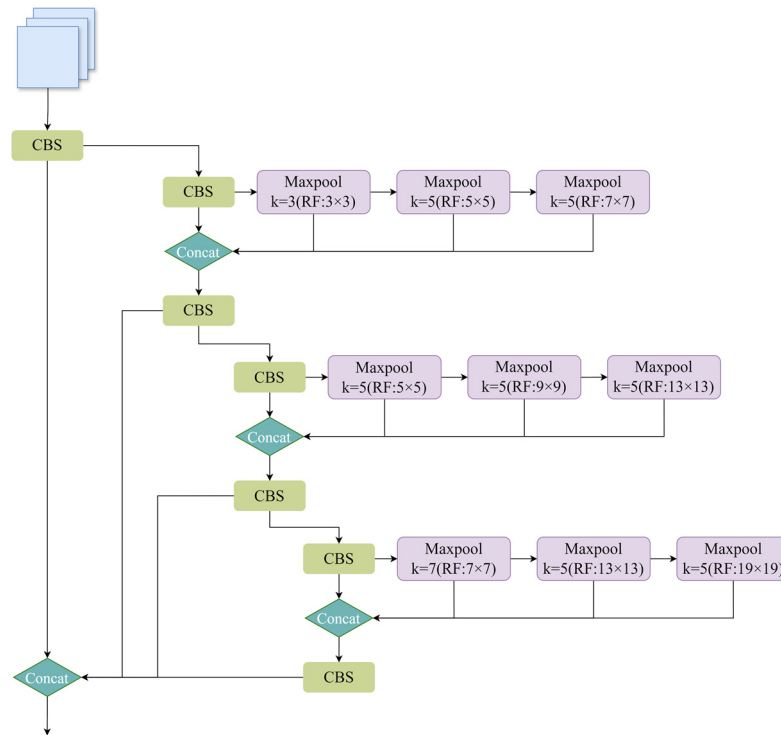 CBS
CBS
Maxpool
k=3(RF:3×3)
Maxpool
k=5(RF:5×5)
Maxpool
k=5(RF:7×7)
Concat
CBS
CBS
Maxpool
k=5(RF:5×5)
Maxpool
k=5(RF:9×9)
Maxpool
k=5(RF:13×13)
Concat
CBS
CBS
Maxpool
k=7(RF:7×7)
Maxpool
k=5(RF:13×13)
Maxpool
k=5(RF:19×19)
Concat
CBS
Concat